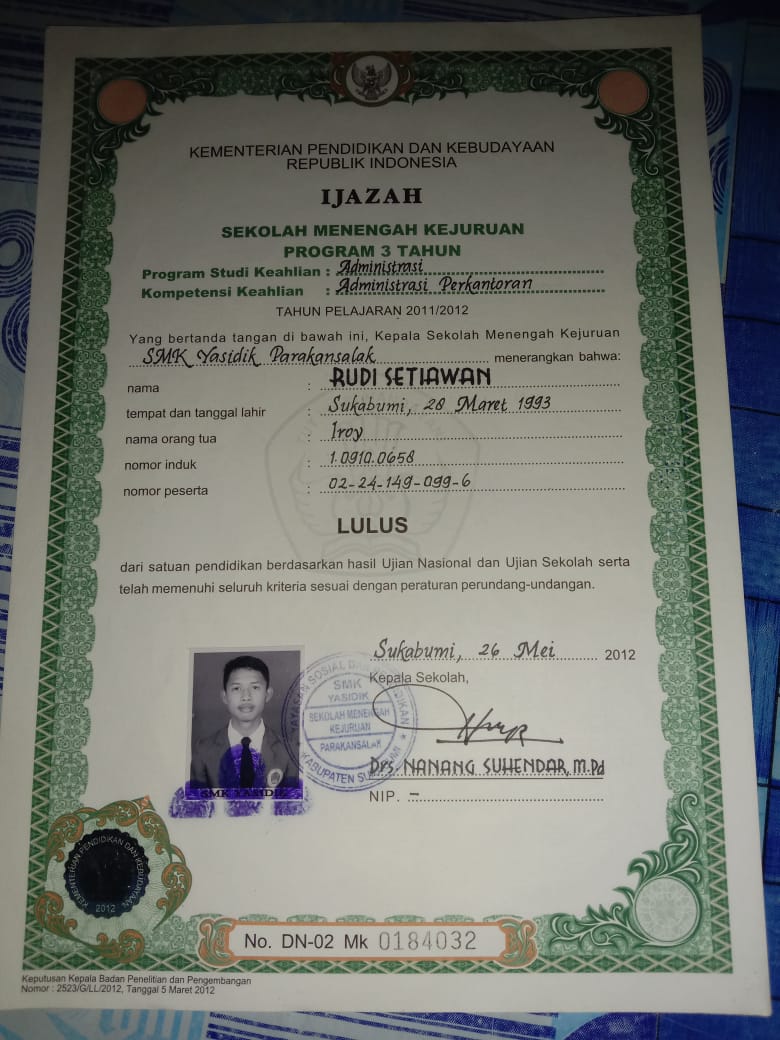 KEMENTERIAN PENDIDIKAN DAN KEBUDAYAAN
REPUBLIK INDONESIA
IJAZAH
SEKOLAH MENENGAH KEJURUAN
PROGRAM 3 TAHUN
Program Studi Keahlian : Administrasi
Kompetensi Keahlian : Administrasi Perkantoran
TAHUN PELAJARAN 2011/2012
Yang bertanda tangan di bawah ini, Kepala Sekolah Menengah Kejuruan
SMK Yasidik Parakansalak menerangkan bahwa:
nama : RUDI SETIAWAN
tempat dan tanggal lahir : Sukabumi, 28 Maret 1993
nama orang tua : Iroy
nomor induk : 1.0910.0658
nomor peserta : 02-24-149-099-6
LULUS
dari satuan pendidikan berdasarkan hasil Ujian Nasional dan Ujian Sekolah serta
telah memenuhi seluruh kriteria sesuai dengan peraturan perundang-undangan.
Sukabumi, 26 Mei 2012
Kepala Sekolah,
YAYASAN SOSIAL DAN PENDIDIKAN
SMK
YASIDIK
SEKOLAH MENENGAH
KEJURUAN
PARAKANSALAK
KABUPATEN
Drs. NANANG SUHENDAR, M.Pd
NIP. -
SMK YASIDIK
KEMENTERIAN PENDIDIKAN DAN KEBUDAYAAN
2012
No. DN-02 Mk 0184032
Keputusan Kepala Badan Penelitian dan Pengembangan
Nomor : 2523/G/LL/2012, Tanggal 5 Maret 2012